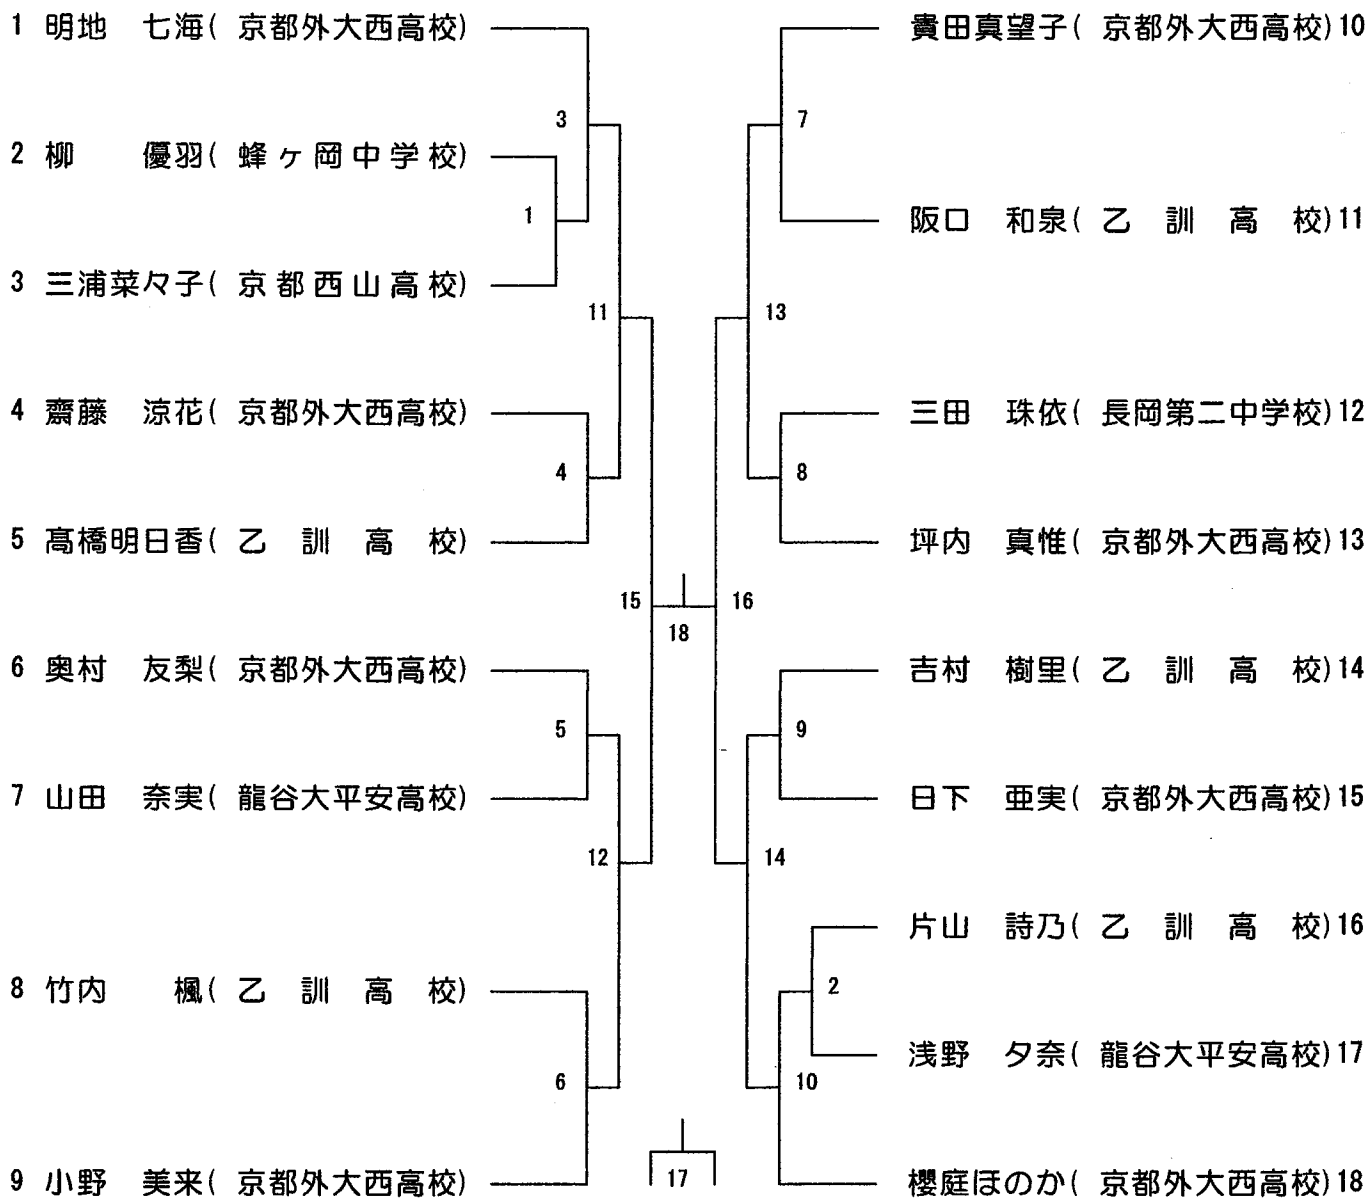 1 明地 七海( 京都外大西高校)
2 柳 優羽( 蜂ヶ岡中学校)
3 三浦菜々子( 京都西山高校)
4 齋藤 涼花( 京都外大西高校)
5 髙橋明日香( 乙訓高校)
6 奥村 友梨( 京都外大西高校)
7 山田 奈実( 龍谷大平安高校)
8 竹内 楓( 乙訓高校)
9 小野 美来( 京都外大西高校)
3
1
11
4
15
5
12
6
18
17
7
13
8
16
9
14
2
10
貴田真望子( 京都外大西高校)10
阪口 和泉( 乙訓高校)11
三田 珠依( 長岡第二中学校)12
坪内 真惟( 京都外大西高校)13
吉村 樹里( 乙訓高校)14
日下 亜実( 京都外大西高校)15
片山 詩乃( 乙訓高校)16
浅野 夕奈( 龍谷大平安高校)17
櫻庭ほのか( 京都外大西高校)18